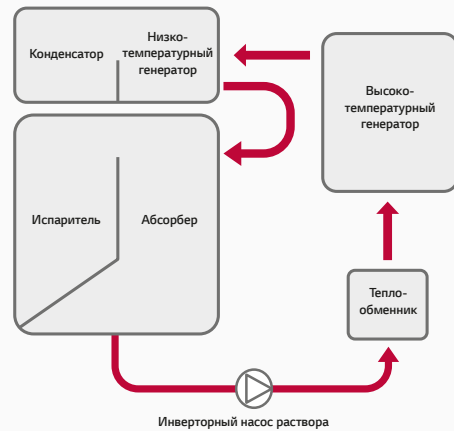 Конденсатор
Низко-
температурный
генератор
Высоко-
температурный
генератор
Испаритель
Абсорбер
Тепло-
обменник
Инверторный насос раствора